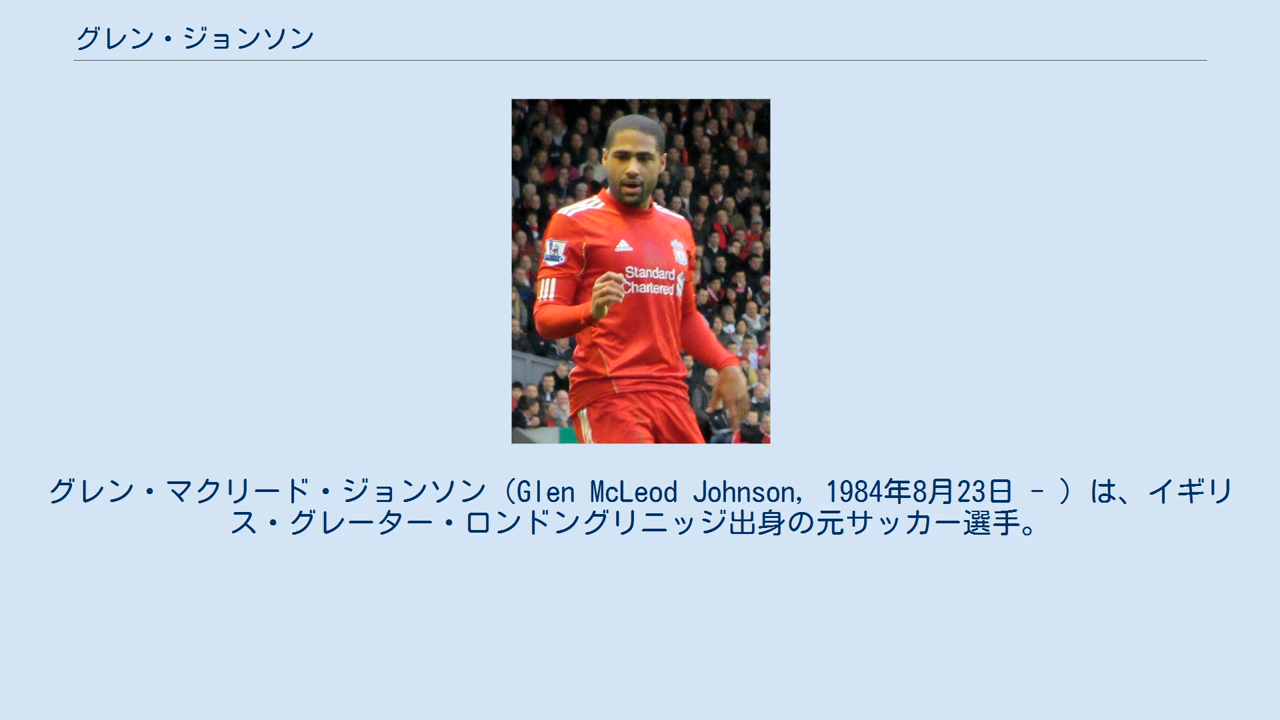 グレン・ジョンソン
Standard
Chartered
グレン・マクリード・ジョンソン（Glen McLeod Johnson, 1984年8月23日 - ）は、イギリ
ス・グレーター・ロンドングリニッジ出身の元サッカー選手。